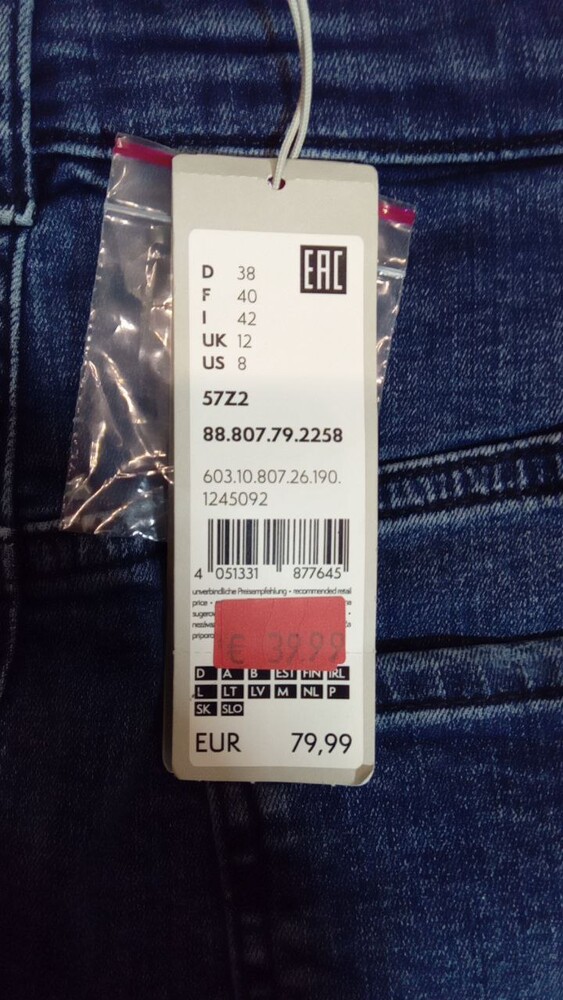 EAC
D 38
F 40
I 42
UK 12
US 8
57Z2
88.807.79.2258
603.10.807.26.190.
1245092
4 051331 877645
unverbindliche Preisempfehlung - recommended retail
price -
€ 39.99
D A B EST FIN IRL
L LT LV M NL P
SK SLO
EUR 79,99